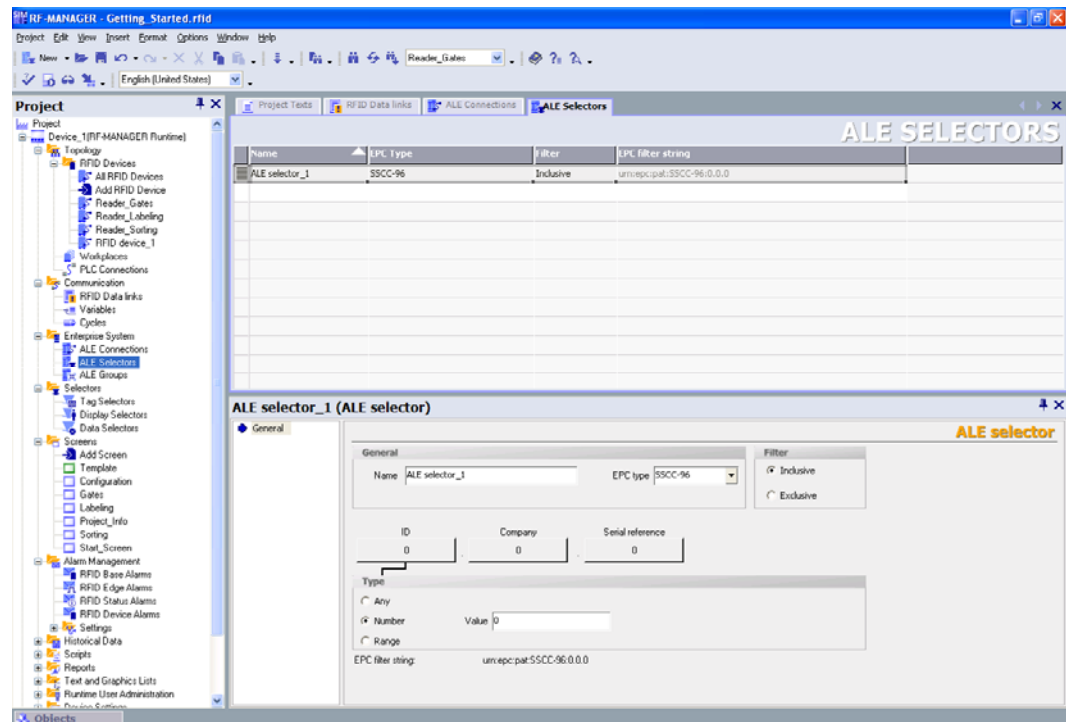 RF-MANAGER - Getting_Started.rfid
Project Edit View Insert Format Options Window Help
New Reader_Gates
English (United States)
Project
Project Texts RFID Data links ALE Connections ALE Selectors
ALE SELECTORS
Name EPC Type Filter EPC filter string
ALE selector_1 SSCC-96 Inclusive urn:epc:pat:SSCC-96:0.0.0
Project
Device_1(RF-MANAGER Runtime)
Topology
RFID Devices
All RFID Devices
Add RFID Device
Reader_Gates
Reader_Labeling
Reader_Sorting
RFID device_1
Workplaces
PLC Connections
Communication
RFID Data links
Variables
Cycles
Enterprise System
ALE Connections
ALE Selectors
ALE Groups
Selectors
Tag Selectors
Display Selectors
Data Selectors
Screens
Add Screen
Template
Configuration
Gates
Labeling
Project_Info
Sorting
Start_Screen
Alarm Management
RFID Base Alarms
RFID Edge Alarms
RFID Status Alarms
RFID Device Alarms
Settings
Historical Data
Scripts
Reports
Text and Graphics Lists
Runtime User Administration
Device Settings
Objects
ALE selector_1 (ALE selector)
General
ALE selector
General Filter
Name ALE selector_1 EPC type SSCC-96
Inclusive
Exclusive
ID Company Serial reference
0 . 0 . 0
Type
Any
Number Value 0
Range
EPC filter string: urn:epc:pat:SSCC-96:0.0.0